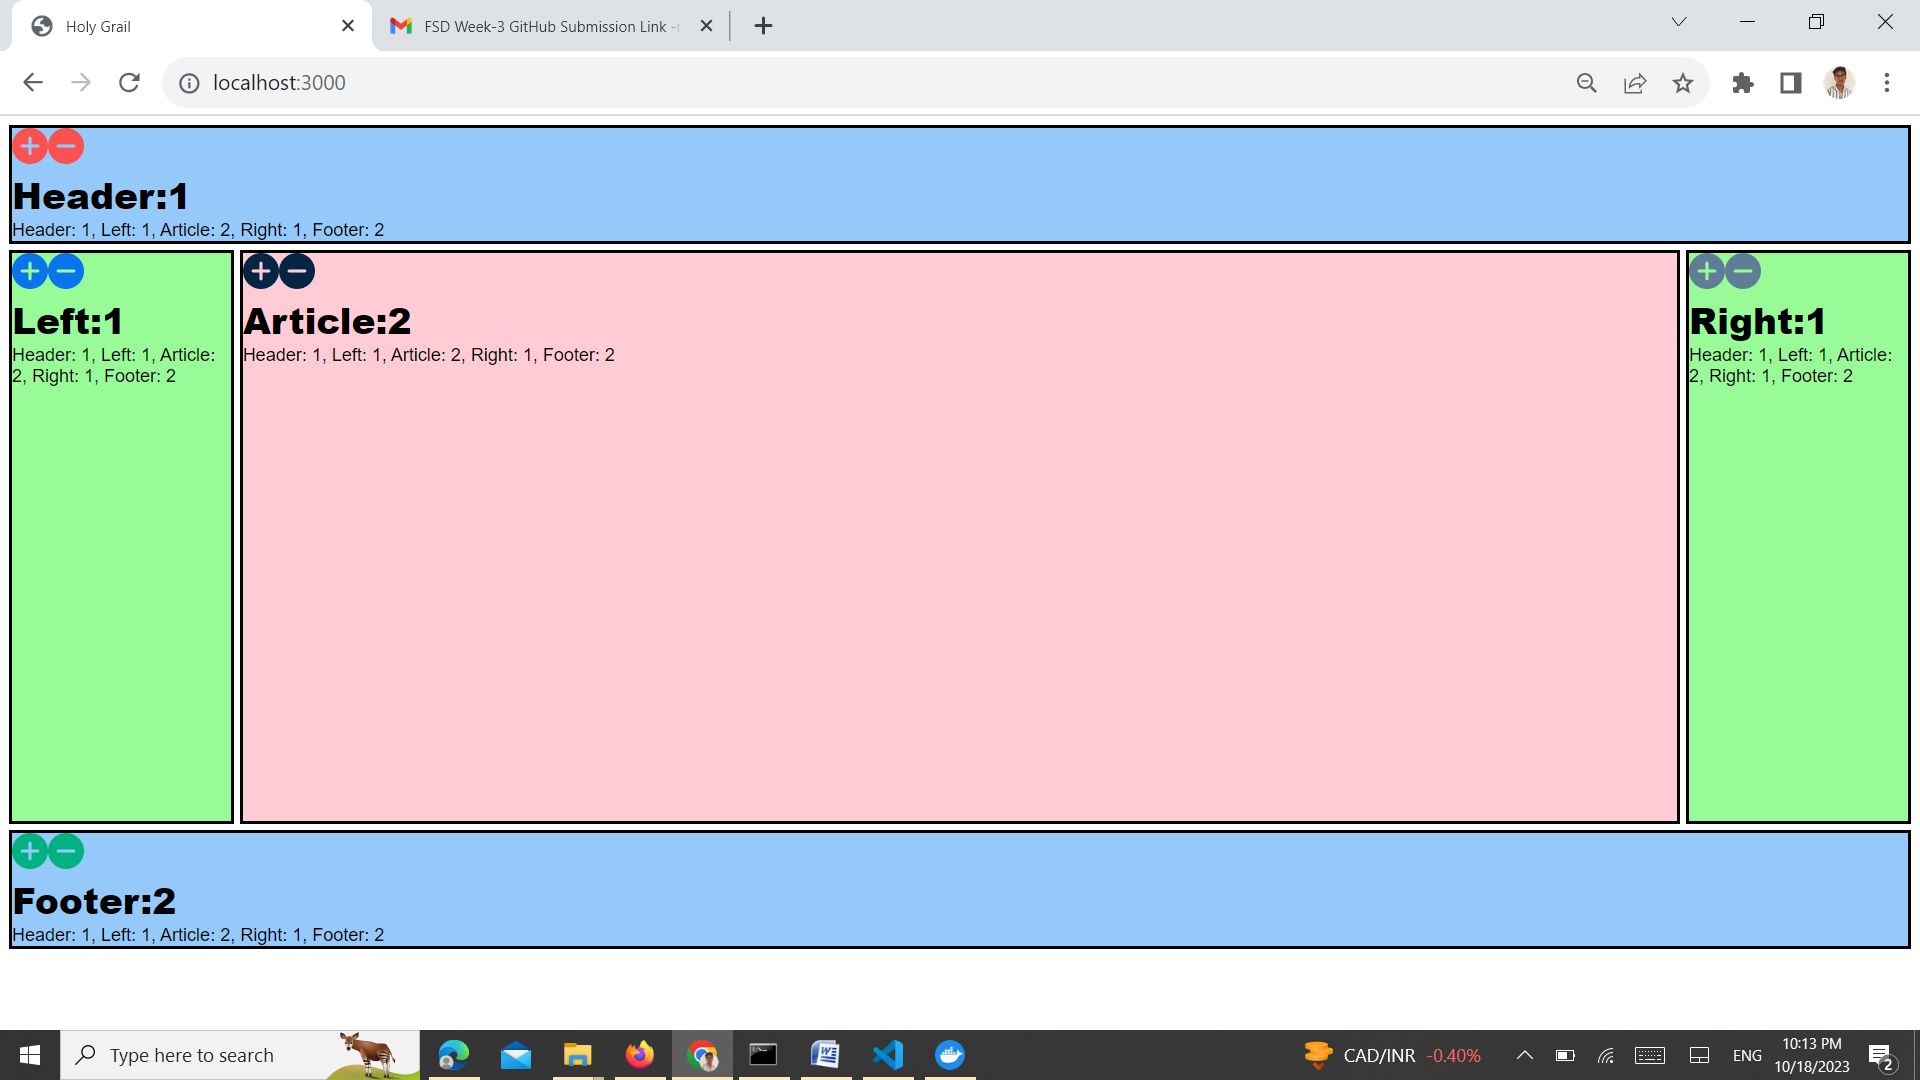 Holy Grail
FSD Week-3 GitHub Submission Link -
localhost:3000
Header:1
Header: 1, Left: 1, Article: 2, Right: 1, Footer: 2
Left:1
Header: 1, Left: 1, Article:
2, Right: 1, Footer: 2
Article:2
Header: 1, Left: 1, Article: 2, Right: 1, Footer: 2
Right:1
Header: 1, Left: 1, Article:
2, Right: 1, Footer: 2
Footer:2
Header: 1, Left: 1, Article: 2, Right: 1, Footer: 2
Type here to search
CAD/INR -0.40%
ENG
10:13 PM
10/18/2023
2